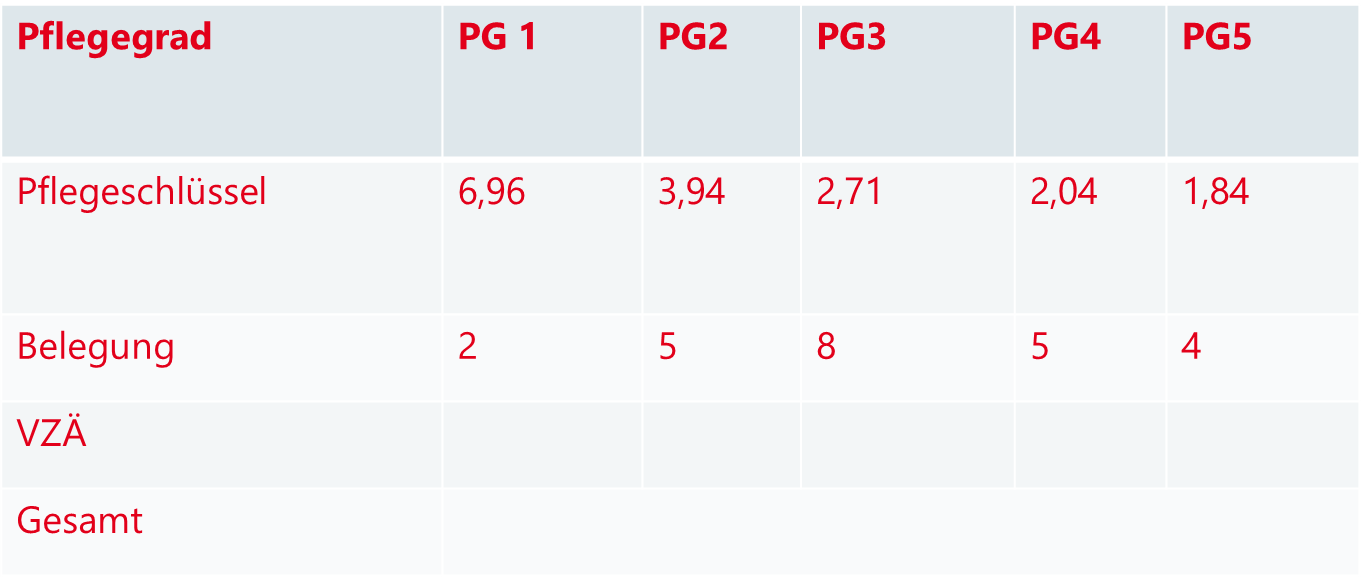 Pflegegrad PG 1 PG2 PG3 PG4 PG5
Pflegeschlüssel 6,96 3,94 2,71 2,04 1,84
Belegung 2 5 8 5 4
VZÄ
Gesamt